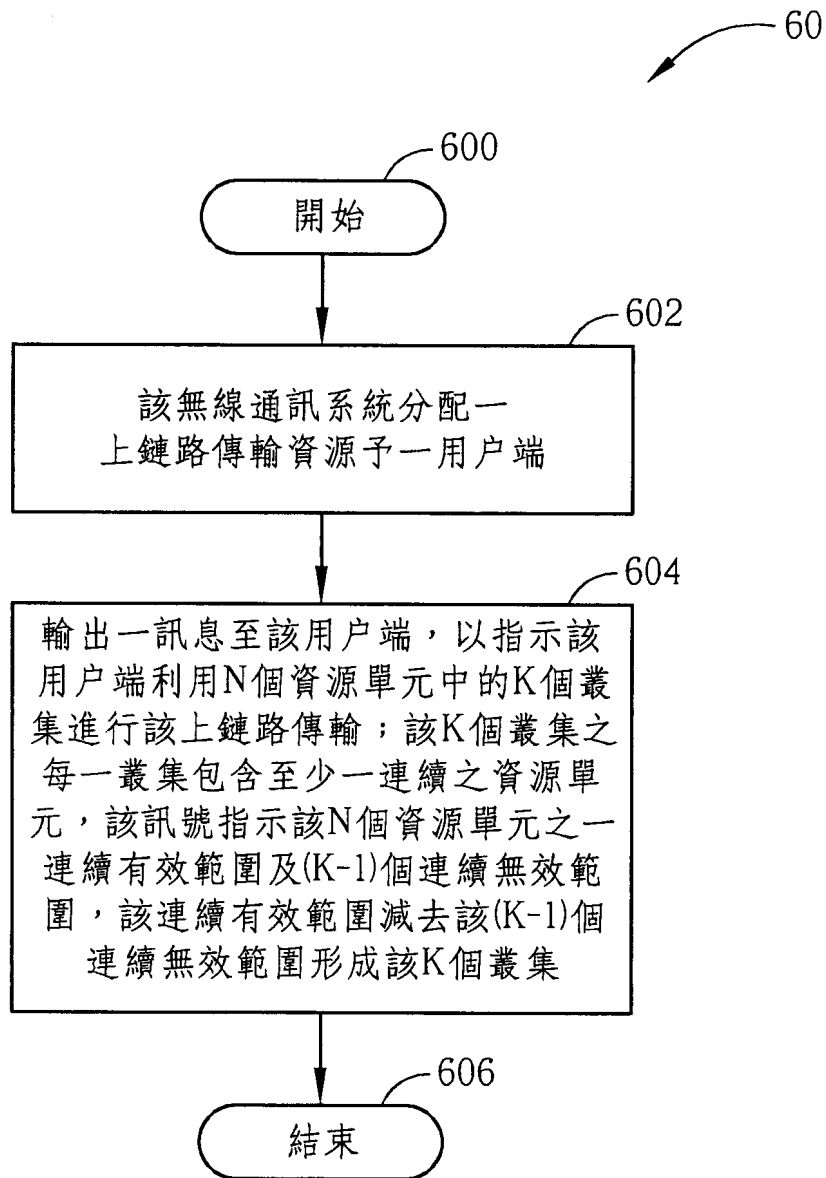 60
600
開始
602
該無線通訊系統分配一
上鏈路傳輸資源予一用户端
604
輸出一訊息至該用户端，以指示該
用户端利用N個資源單元中的K個叢
集進行該上鏈路傳輸；該K個叢集之
每一叢集包含至少一連續之資源單
元，該訊號指示該N個資源單元之一
連續有效範圍及(K-1)個連續無效範
圍，該連續有效範圍減去該(K-1)個
連續無效範圍形成該K個叢集
606
結束